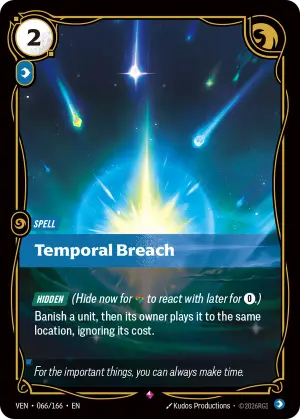 2
SPELL
Temporal Breach
HIDDEN (Hide now for to react with later for 0.)
Banish a unit, then its owner plays it to the same
location, ignoring its cost.
For the important things, you can always make time.
VEN • 066/166 • EN
Kudos Productions • ©2026RGI